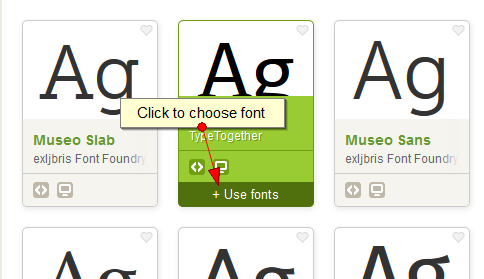 Ag
Ag
Ag
Click to choose font
Museo Slab
exljbris Font Foundry
TypeTogether
Museo Sans
exljbris Font Foundry
+ Use fonts
Ag
Ag
Ag